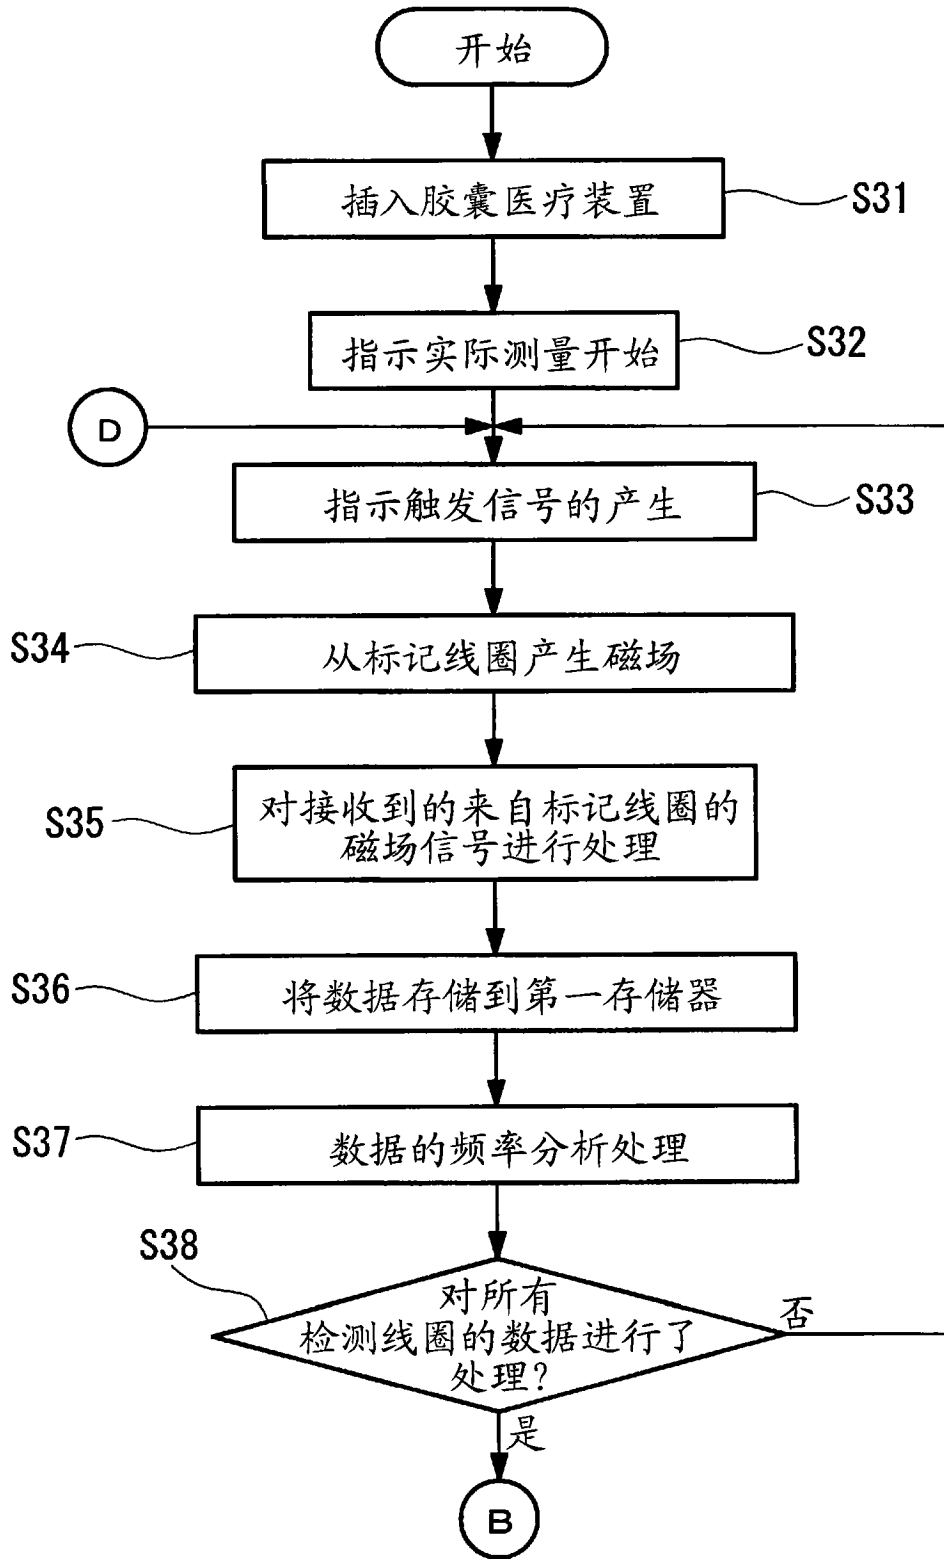 开始
插入胶囊医疗装置
S31
指示实际测量开始
S32
D
指示触发信号的产生
S33
S34
从标记线圈产生磁场
S35
对接收到的来自标记线圈的
磁场信号进行处理
S36
将数据存储到第一存储器
S37
数据的频率分析处理
S38
对所有
检测线圈的数据进行了
处理?
否
是
B